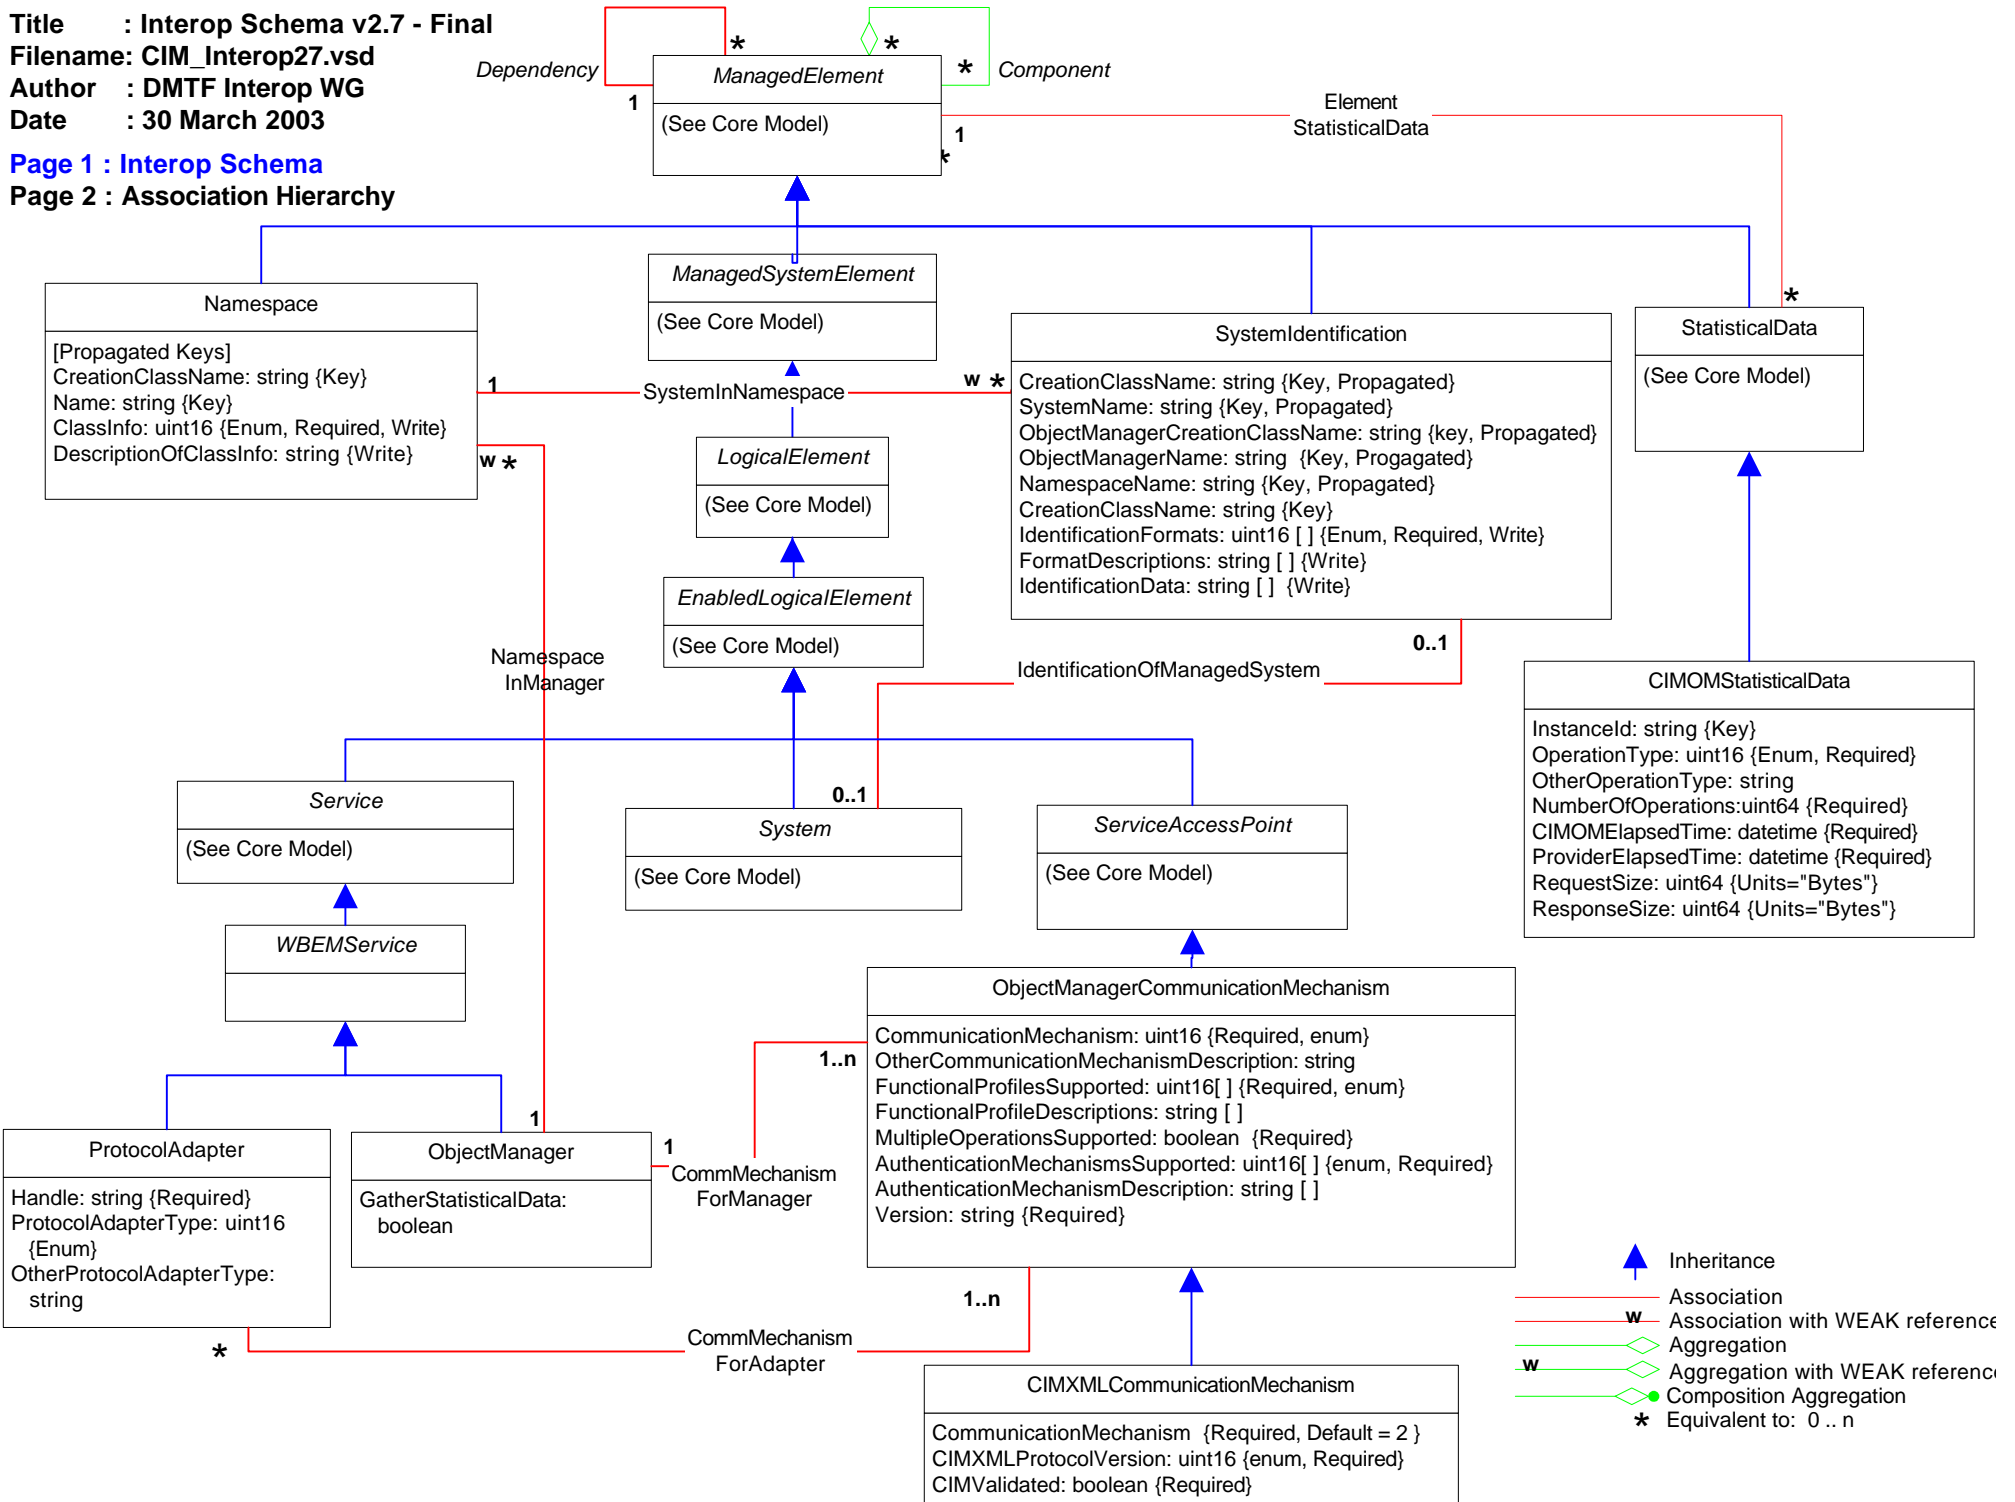 Title : Interop Schema v2.7 - Final
Filename: CIM_Interop27.vsd
Author : DMTF Interop WG
Date : 30 March 2003
Page 1 : Interop Schema
Page 2 : Association Hierarchy
Dependency
*
1
*
*
Component
ManagedElement
(See Core Model)
1
*
Element
StatisticalData
*
Namespace
[Propagated Keys]
CreationClassName: string {Key}
Name: string {Key}
ClassInfo: uint16 {Enum, Required, Write}
DescriptionOfClassInfo: string {Write}
ManagedSystemElement
(See Core Model)
1
SystemInNamespace
w *
SystemIdentification
CreationClassName: string {Key, Propagated}
SystemName: string {Key, Propagated}
ObjectManagerCreationClassName: string {key, Propagated}
ObjectManagerName: string {Key, Progagated}
NamespaceName: string {Key, Propagated}
CreationClassName: string {Key}
IdentificationFormats: uint16 [ ] {Enum, Required, Write}
FormatDescriptions: string [ ] {Write}
IdentificationData: string [ ] {Write}
StatisticalData
(See Core Model)
w *
LogicalElement
(See Core Model)
EnabledLogicalElement
(See Core Model)
Namespace
InManager
0..1
IdentificationOfManagedSystem
0..1
CIMOMStatisticalData
InstanceId: string {Key}
OperationType: uint16 {Enum, Required}
OtherOperationType: string
NumberOfOperations:uint64 {Required}
CIMOMElapsedTime: datetime {Required}
ProviderElapsedTime: datetime {Required}
RequestSize: uint64 {Units="Bytes"}
ResponseSize: uint64 {Units="Bytes"}
Service
(See Core Model)
System
(See Core Model)
ServiceAccessPoint
(See Core Model)
WBEMService
ObjectManagerCommunicationMechanism
CommunicationMechanism: uint16 {Required, enum}
OtherCommunicationMechanismDescription: string
FunctionalProfilesSupported: uint16[ ] {Required, enum}
FunctionalProfileDescriptions: string [ ]
MultipleOperationsSupported: boolean {Required}
AuthenticationMechanismsSupported: uint16[ ] {enum, Required}
AuthenticationMechanismDescription: string [ ]
Version: string {Required}
1..n
1
1
CommMechanism
ForManager
ProtocolAdapter
Handle: string {Required}
ProtocolAdapterType: uint16
{Enum}
OtherProtocolAdapterType:
string
ObjectManager
GatherStatisticalData:
boolean
*
CommMechanism
ForAdapter
1..n
CIMXMLCommunicationMechanism
CommunicationMechanism {Required, Default = 2 }
CIMXMLProtocolVersion: uint16 {enum, Required}
CIMValidated: boolean {Required}
Inheritance
Association
w Association with WEAK reference
Aggregation
w Aggregation with WEAK reference
Composition Aggregation
* Equivalent to: 0 .. n